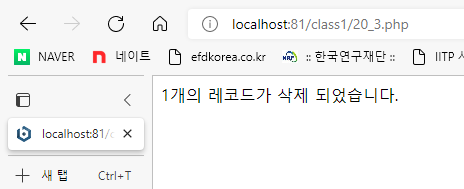 localhost:81/class1/20_3.php
NAVER 네이트 efdkorea.co.kr :: 한국연구재단 :: IITP
1개의 레코드가 삭제 되었습니다.
localhost:81/c
새 탭 Ctrl+T